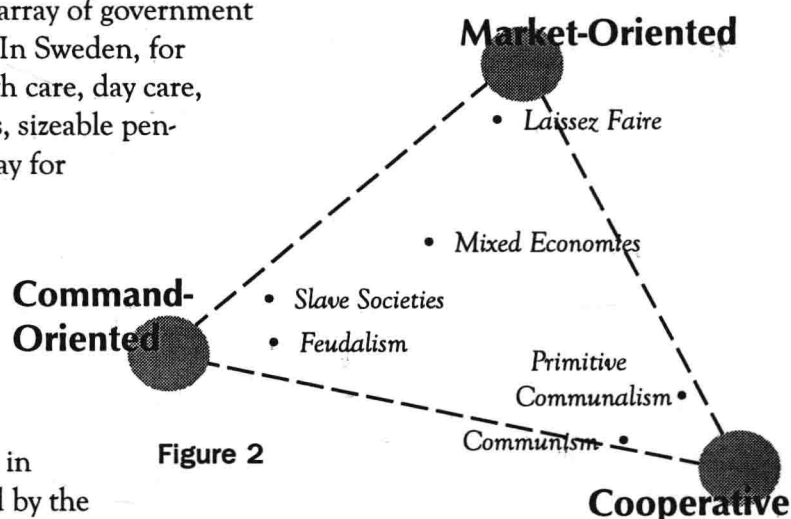 array of government
In Sweden, for
h care, day care,
s, sizeable pen-
ay for
Market-Oriented
• Laissez Faire
• Mixed Economies
Command-
Oriented
• Slave Societies
• Feudalism
Primitive
Communalism •
Communism •
Cooperative
Figure 2
in
d by the